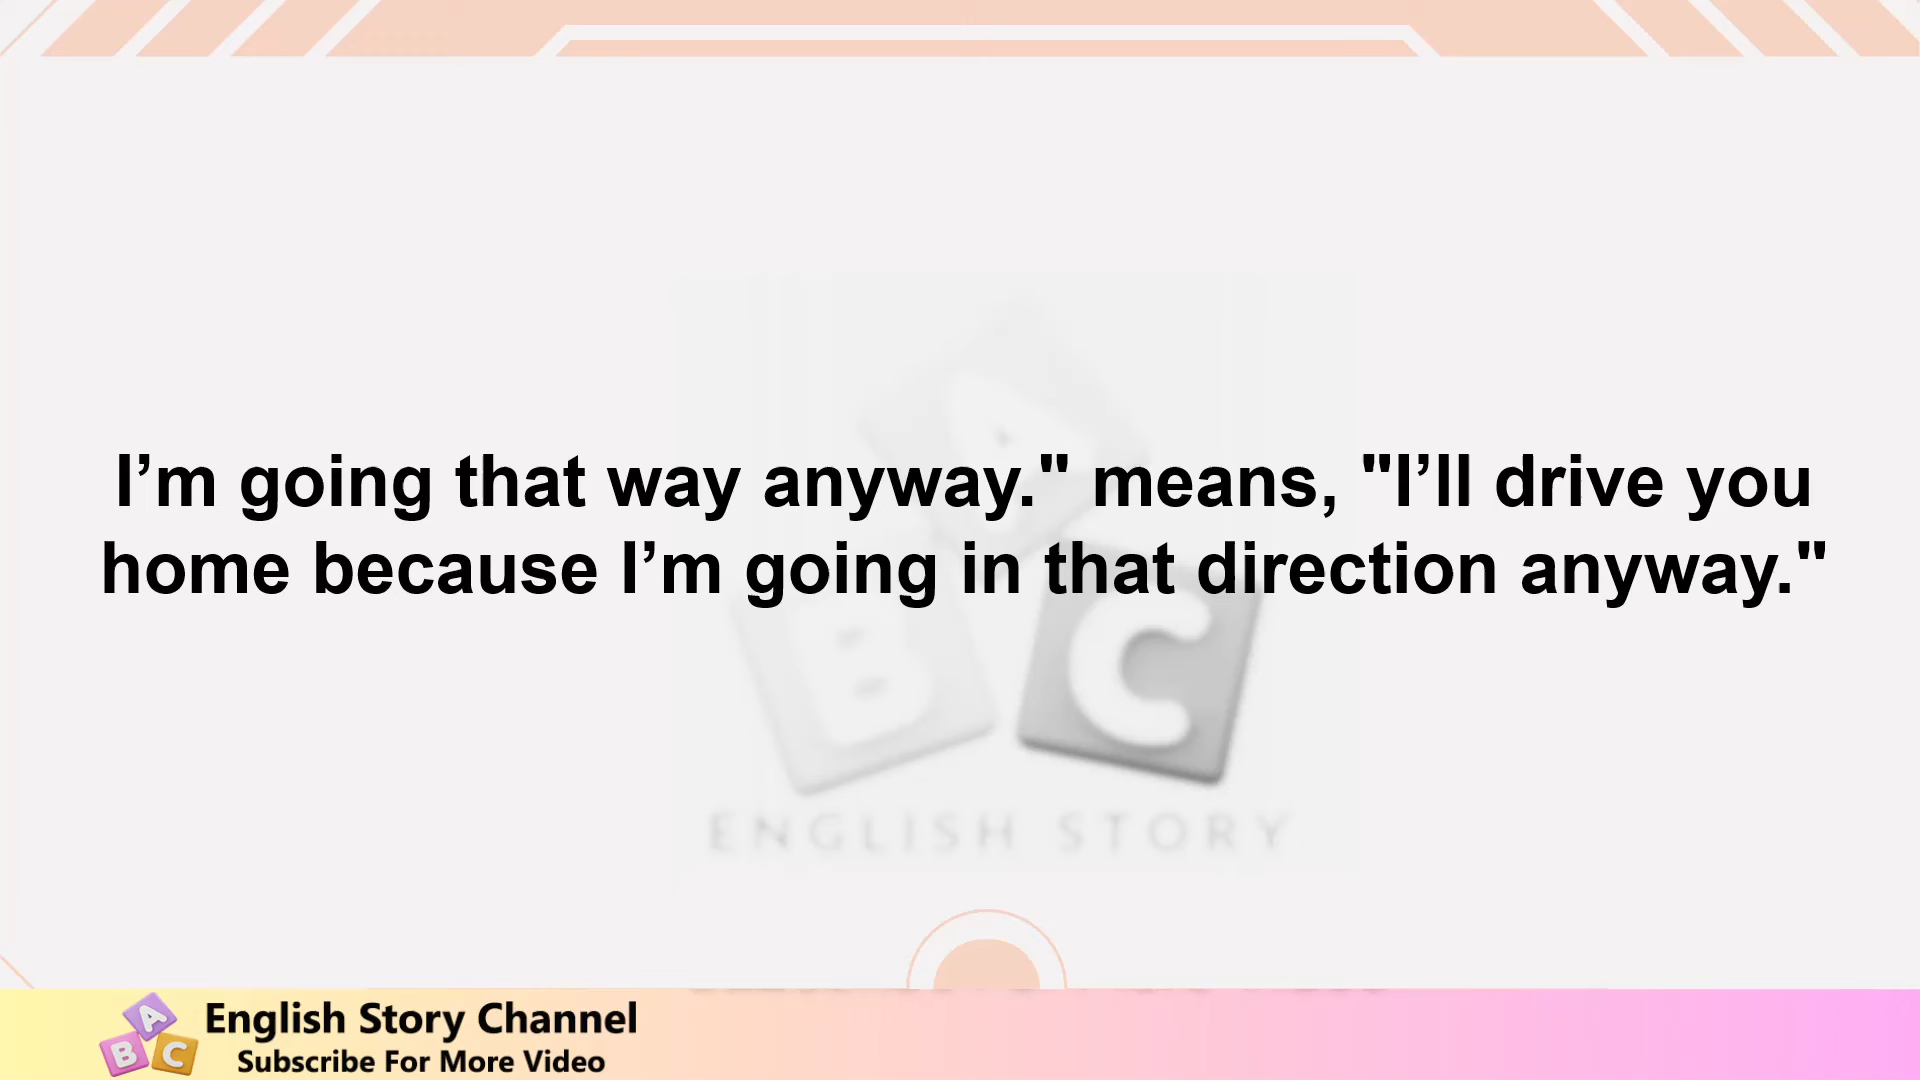 I’m going that way anyway." means, "I’ll drive you
home because I’m going in that direction anyway."
A
B C
ENGLISH STORY
A
B C
English Story Channel
Subscribe For More Video